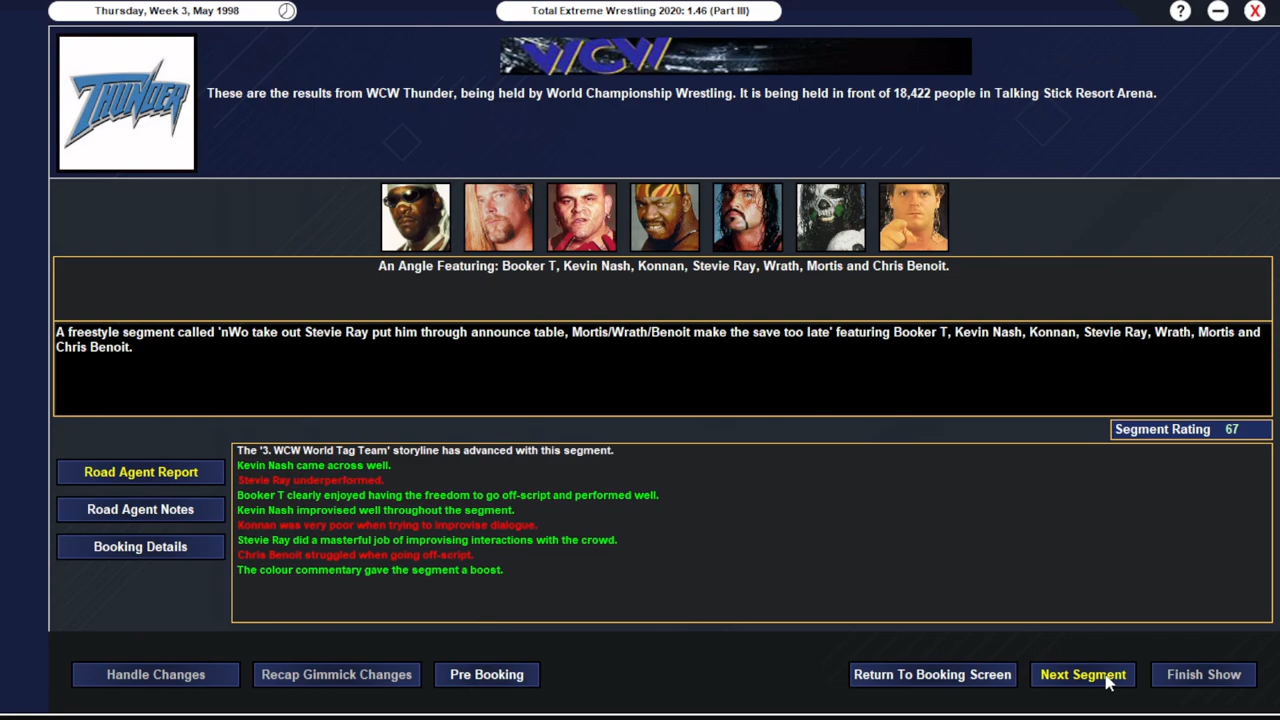 Thursday, Week 3, May 1998
Total Extreme Wrestling 2020: 1.46 (Part III)
?
X
THUNDER
WCW
These are the results from WCW Thunder, being held by World Championship Wrestling. It is being held in front of 18,422 people in Talking Stick Resort Arena.
An Angle Featuring: Booker T, Kevin Nash, Konnan, Stevie Ray, Wrath, Mortis and Chris Benoit.
A freestyle segment called 'nWo take out Stevie Ray put him through announce table, Mortis/Wrath/Benoit make the save too late' featuring Booker T, Kevin Nash, Konnan, Stevie Ray, Wrath, Mortis and
Chris Benoit.
Segment Rating 67
Road Agent Report
Road Agent Notes
Booking Details
The '3. WCW World Tag Team' storyline has advanced with this segment.
Kevin Nash came across well.
Stevie Ray underperformed.
Booker T clearly enjoyed having the freedom to go off-script and performed well.
Kevin Nash improvised well throughout the segment.
Konnan was very poor when trying to improvise dialogue.
Stevie Ray did a masterful job of improvising interactions with the crowd.
Chris Benoit struggled when going off-script.
The colour commentary gave the segment a boost.
Handle Changes
Recap Gimmick Changes
Pre Booking
Return To Booking Screen
Next Segment
Finish Show